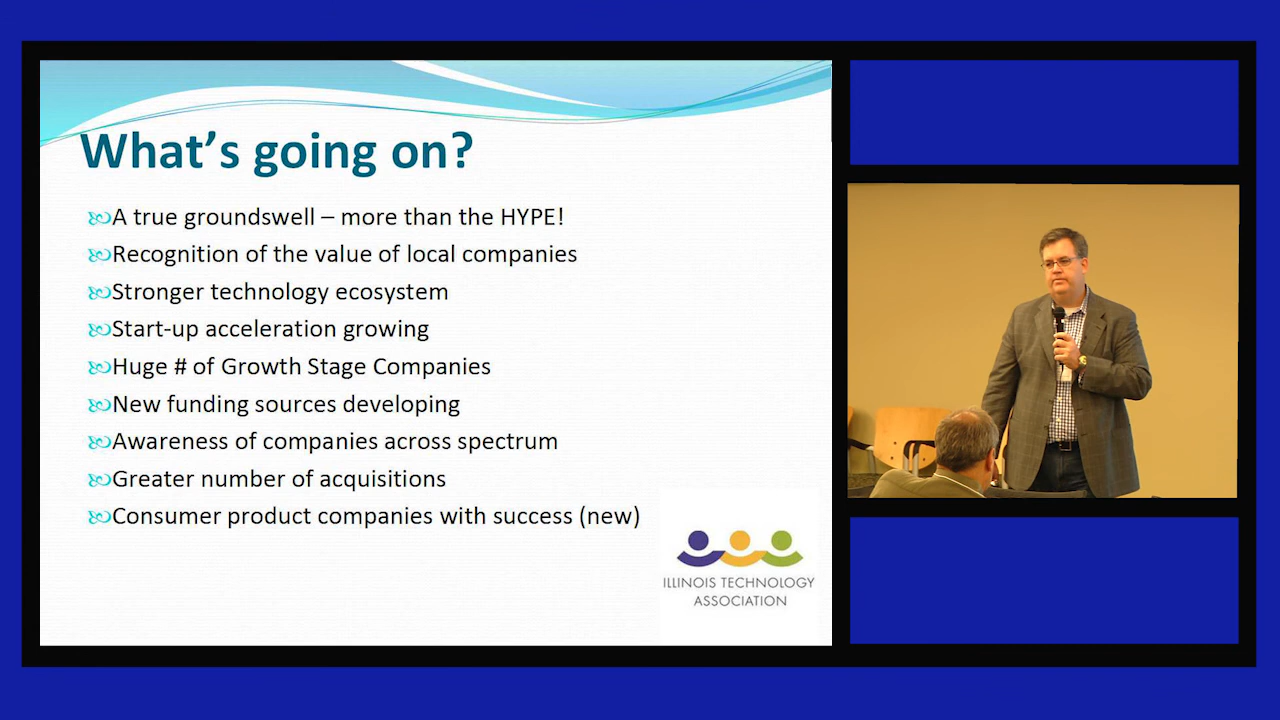 What's going on?
A true groundswell – more than the HYPE!
Recognition of the value of local companies
Stronger technology ecosystem
Start-up acceleration growing
Huge # of Growth Stage Companies
New funding sources developing
Awareness of companies across spectrum
Greater number of acquisitions
Consumer product companies with success (new)
ILLINOIS TECHNOLOGY
ASSOCIATION